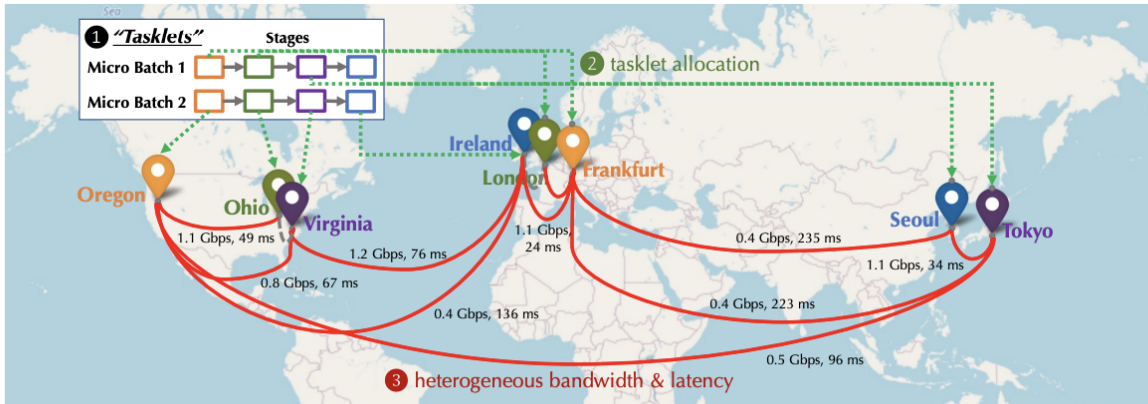 1 "Tasklets"
Stages
Micro Batch 1
Micro Batch 2
2 tasklet allocation
Ireland
London
Frankfurt
Oregon
Ohio
Virginia
Seoul
Tokyo
1.1 Gbps, 49 ms
1.2 Gbps, 76 ms
1.1 Gbps,
24 ms
0.4 Gbps, 235 ms
1.1 Gbps, 34 ms
0.8 Gbps, 67 ms
0.4 Gbps, 136 ms
0.4 Gbps, 223 ms
0.5 Gbps, 96 ms
3 heterogeneous bandwidth & latency